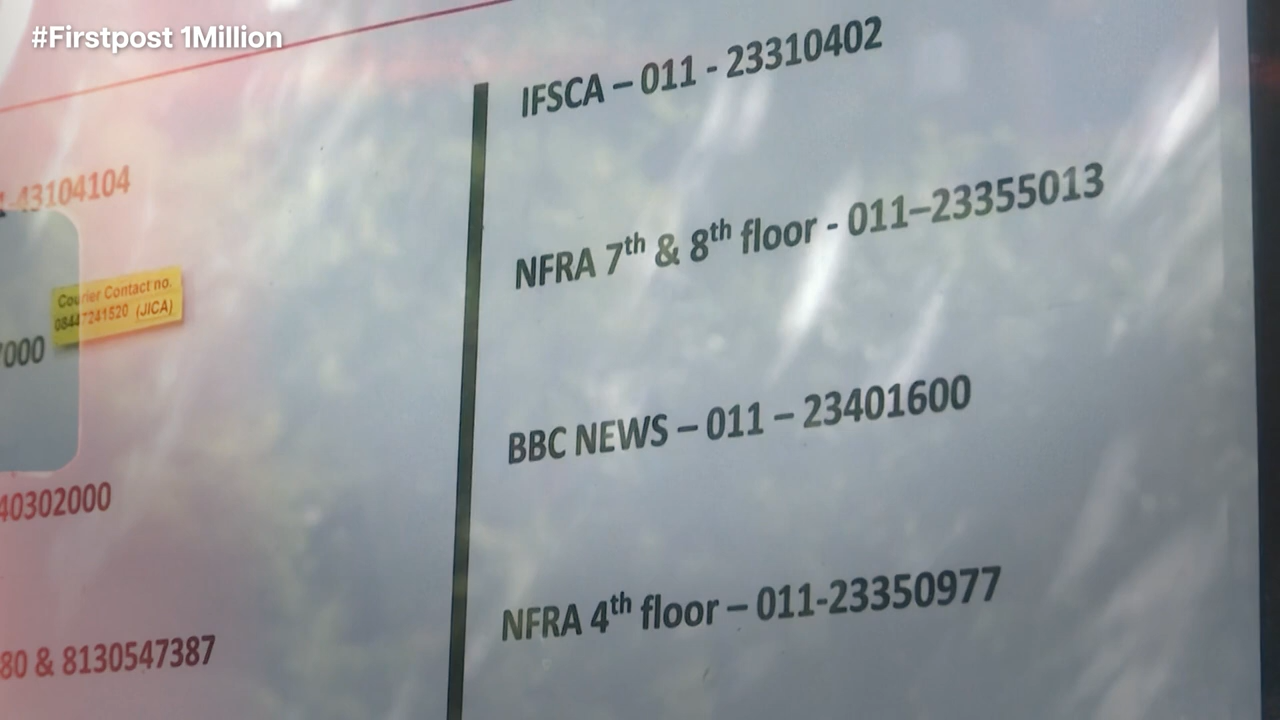 #Firstpost 1Million
43104104
Courier Contact no.
08447241520 (JICA)
000
40302000
80 & 8130547387
IFSCA – 011 - 23310402
NFRA 7th & 8th floor - 011–23355013
BBC NEWS – 011 – 23401600
NFRA 4th floor – 011-23350977